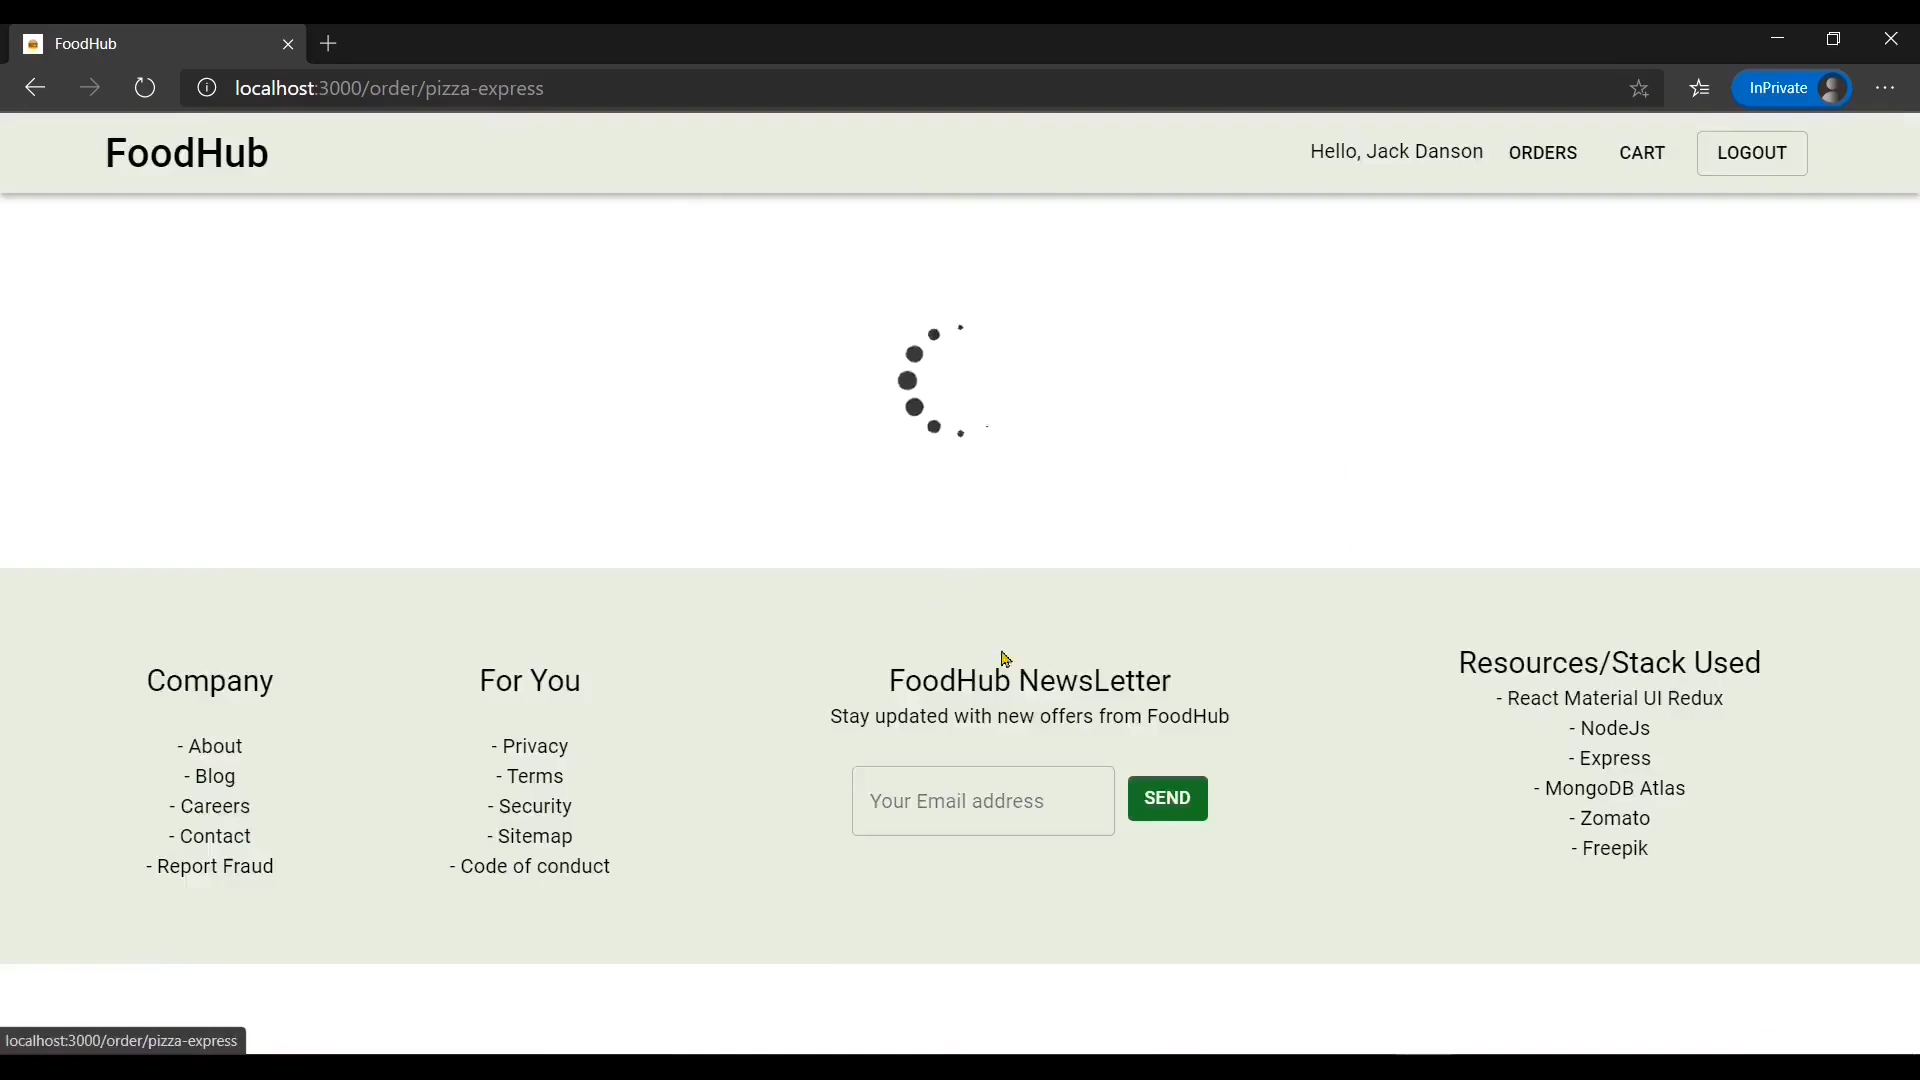 FoodHub
localhost:3000/order/pizza-express
InPrivate
FoodHub
Hello, Jack Danson
ORDERS
CART
LOGOUT
Company
- About
- Blog
- Careers
- Contact
- Report Fraud
For You
- Privacy
- Terms
- Security
- Sitemap
- Code of conduct
FoodHub NewsLetter
Stay updated with new offers from FoodHub
Your Email address
SEND
Resources/Stack Used
- React Material UI Redux
- NodeJs
- Express
- MongoDB Atlas
- Zomato
- Freepik
localhost:3000/order/pizza-express